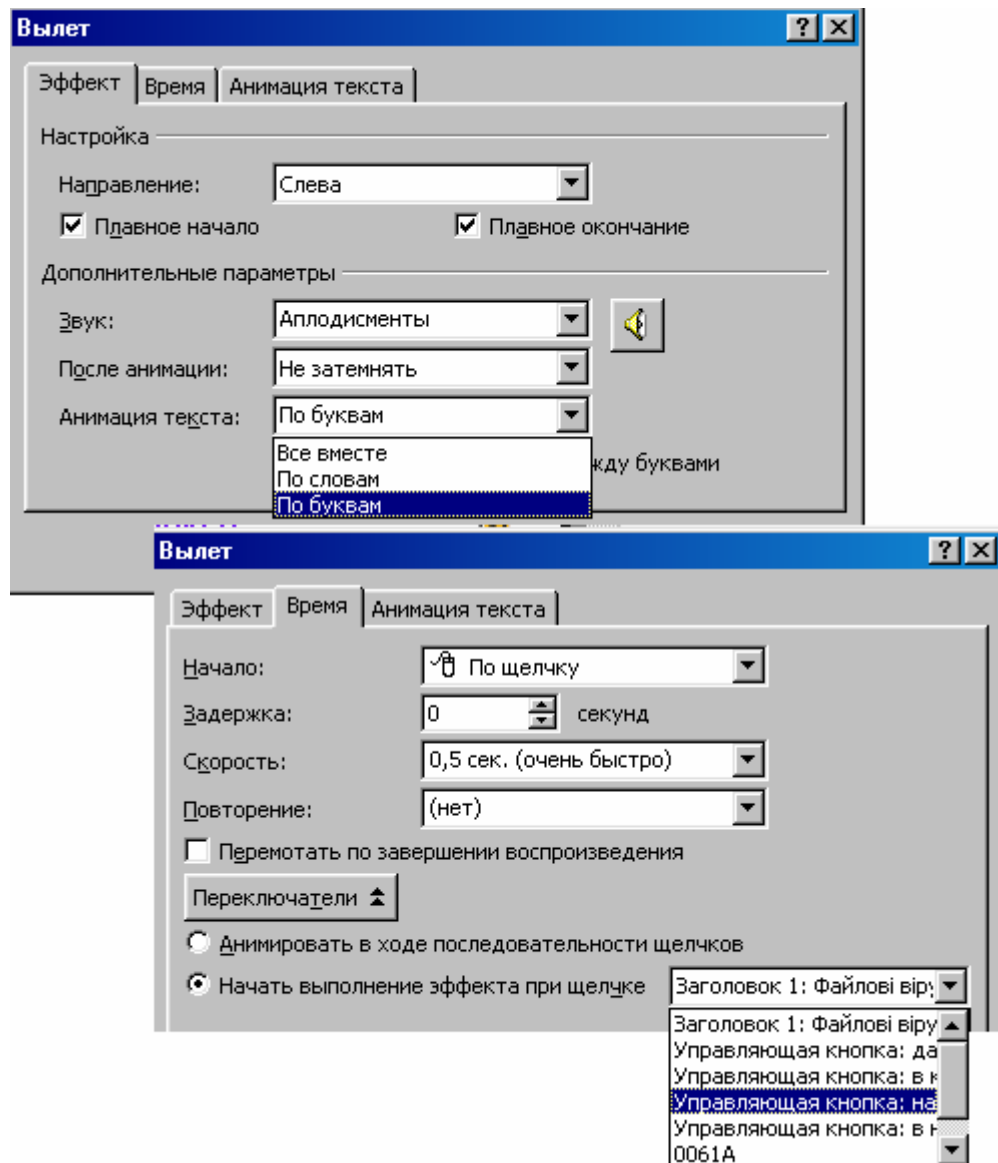 Вылет
Эффект Время Анимация текста
Настройка
Направление: Слева
Плавное начало Плавное окончание
Дополнительные параметры
Звук: Аплодисменты
После анимации: Не затемнять
Анимация текста: По буквам
Все вместе
жду буквами
По словам
По буквам
Вылет
Эффект Время Анимация текста
Начало: По щелчку
Задержка: 0 секунд
Скорость: 0,5 сек. (очень быстро)
Повторение: (нет)
Перемотать по завершении воспроизведения
Переключатели
Анимировать в ходе последовательности щелчков
Начать выполнение эффекта при щелчке Заголовок 1: Файлові віру
Заголовок 1: Файлові віру
Управляющая кнопка: да
Управляющая кнопка: в к
Управляющая кнопка: на
Управляющая кнопка: в н
0061A